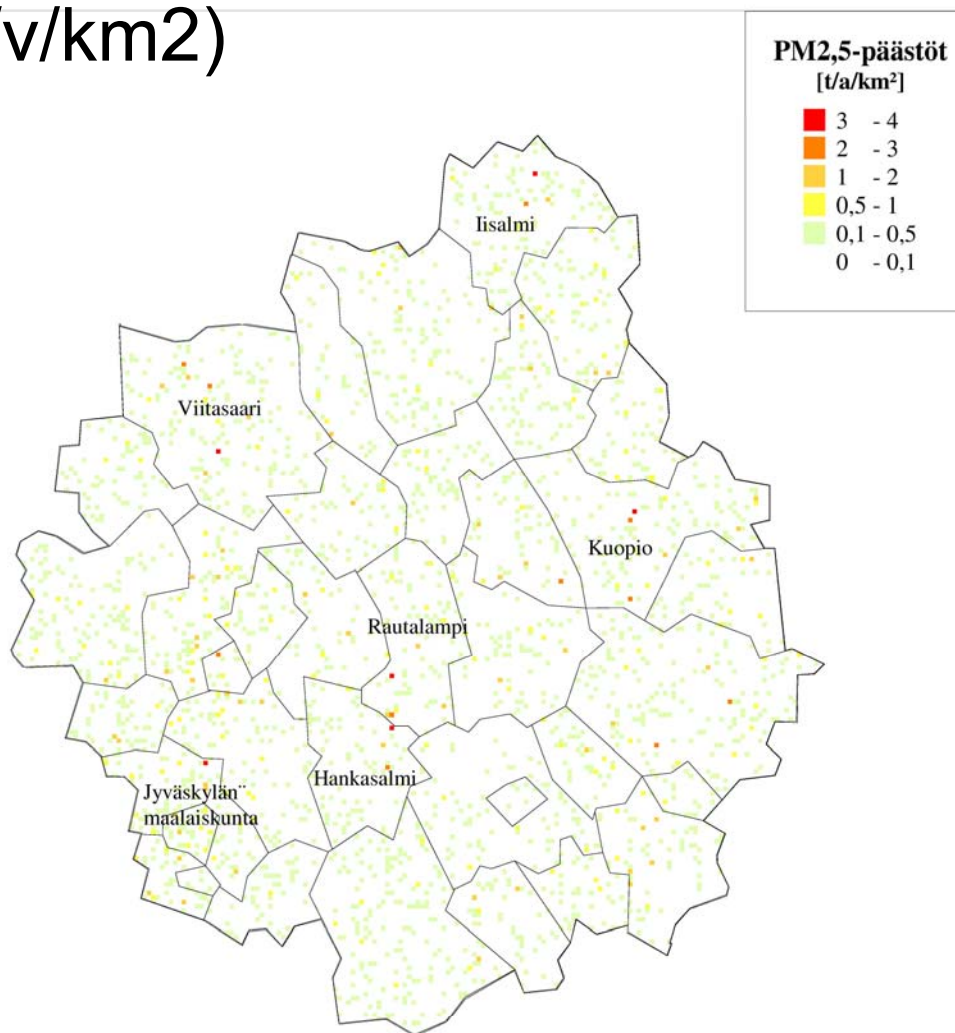 /v/km2)
PM2,5-päästöt
[t/a/km²]
3 - 4
2 - 3
1 - 2
0,5 - 1
0,1 - 0,5
0 - 0,1
Iisalmi
Viitasaari
Kuopio
Rautalampi
Hankasalmi
Jyväskylän¨
maalaiskunta